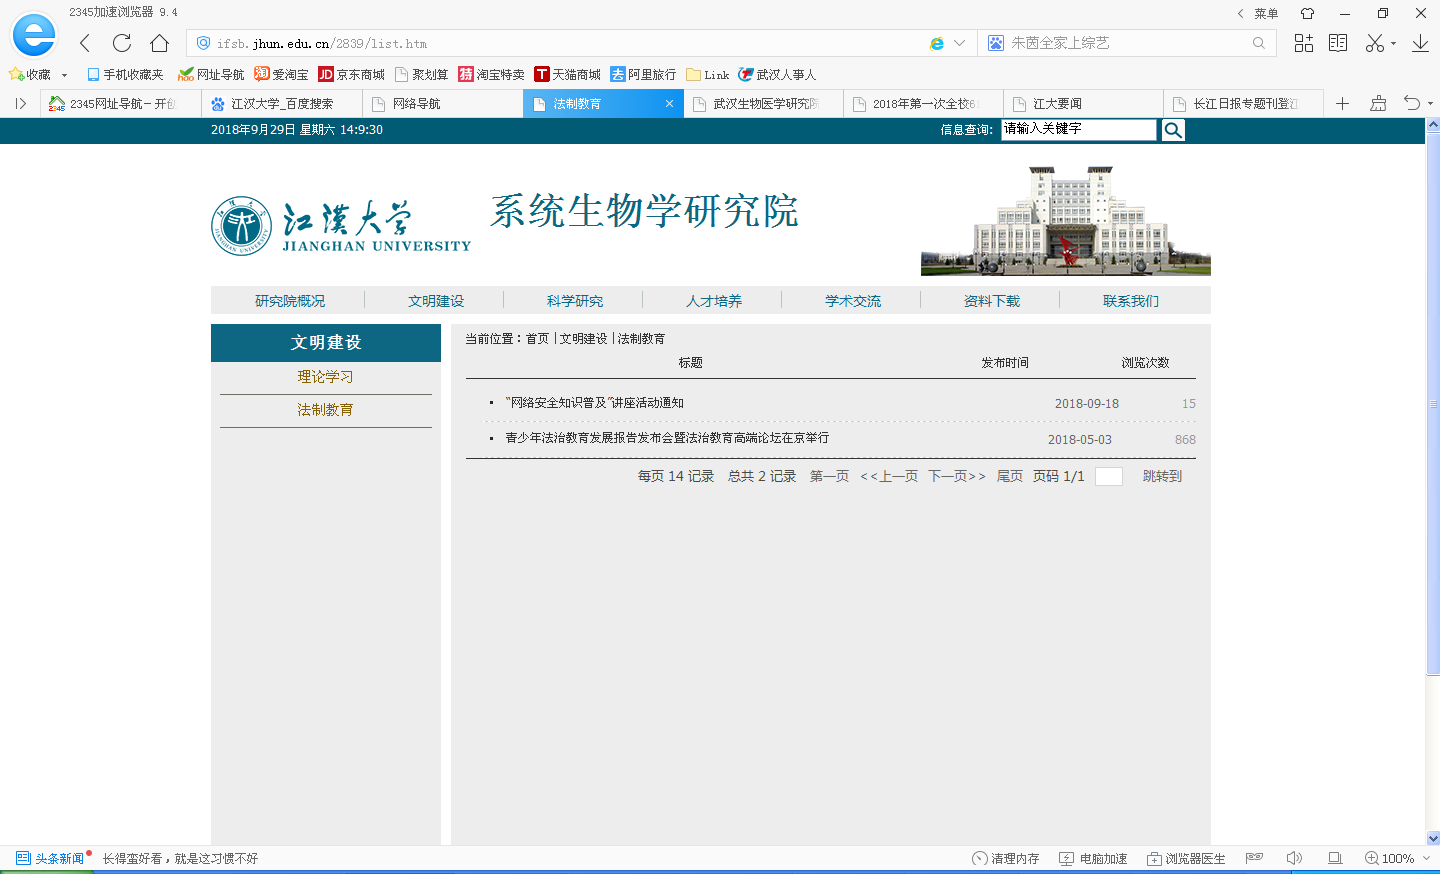 2345加速浏览器 9.4
菜单
ifsb.jhun.edu.cn/2839/list.htm
朱茵全家上综艺
收藏 手机收藏夹 网址导航 爱淘宝 京东商城 聚划算 淘宝特卖 天猫商城 阿里旅行 Link 武汉人事人
2345网址导航－开创 江汉大学_百度搜索 网络导航 法制教育 武汉生物医学研究院 2018年第一次全校6 江大要闻 长江日报专题刊登江
2018年9月29日 星期六 14:9:30
信息查询: 请输入关键字
江漢大学
JIANGHAN UNIVERSITY
系统生物学研究院
研究院概况 文明建设 科学研究 人才培养 学术交流 资料下载 联系我们
文明建设
理论学习
法制教育
当前位置：首页 | 文明建设 | 法制教育
标题 发布时间 浏览次数
“网络安全知识普及”讲座活动通知 2018-09-18 15
青少年法治教育发展报告发布会暨法治教育高端论坛在京举行 2018-05-03 868
每页 14 记录 总共 2 记录 第一页 <<上一页 下一页>> 尾页 页码 1/1 跳转到
头条新闻 长得蛮好看，就是这习惯不好
清理内存 电脑加速 浏览器医生 100%